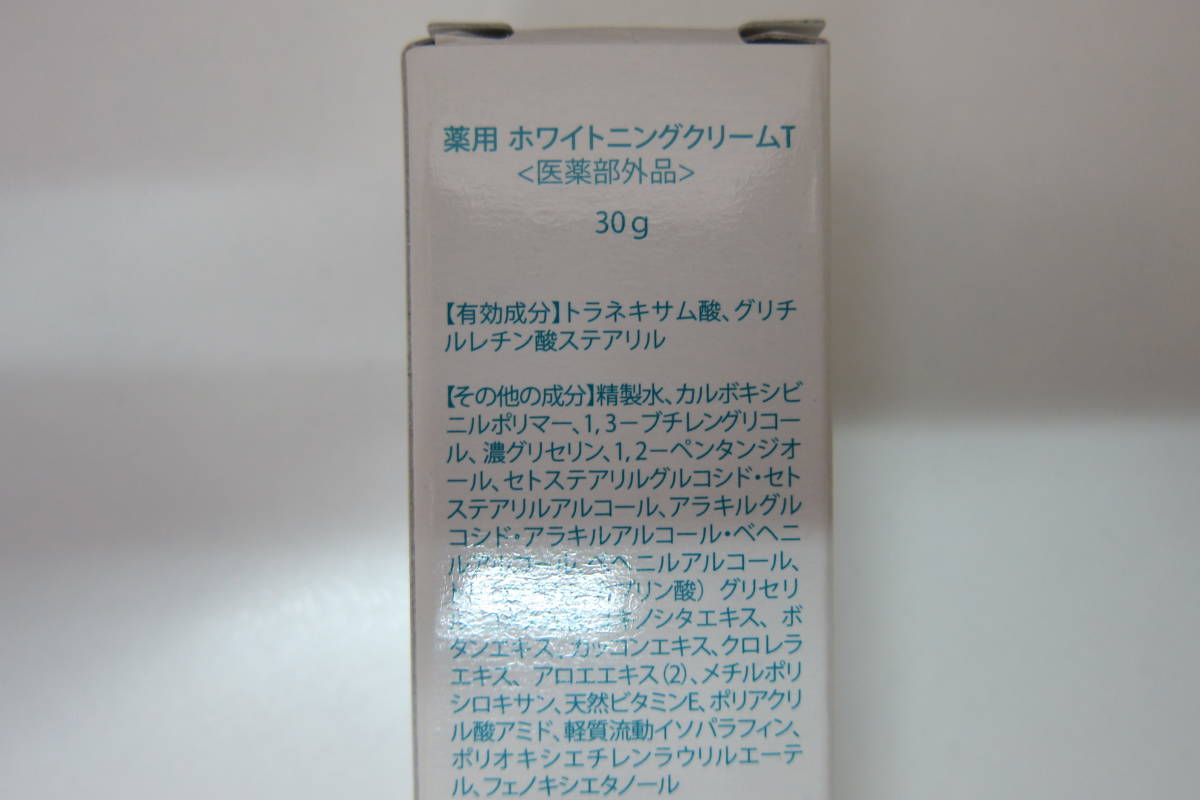 薬用 ホワイトニングクリームT
<医薬部外品>
30g
【有効成分】トラネキサム酸、グリチ
ルレチン酸ステアリル
【その他の成分】精製水、カルボキシビ
ニルポリマー、1,3－ブチレングリコー
ル、濃グリセリン、1,2－ペンタンジオ
ール、セトステアリルグルコシド・セト
ステアリルアルコール、アラキルグル
コシド・アラキルアルコール・ベヘニ
ルアルコール、ベヘニルアルコール、
プリン酸）グリセリ
ノシタエキス、ボ
タンエキス、カッコンエキス、クロレラ
エキス、アロエエキス（2）、メチルポリ
シロキサン、天然ビタミンE、ポリアクリ
ル酸アミド、軽質流動イソパラフィン、
ポリオキシエチレンラウリルエーテ
ル、フェノキシエタノール